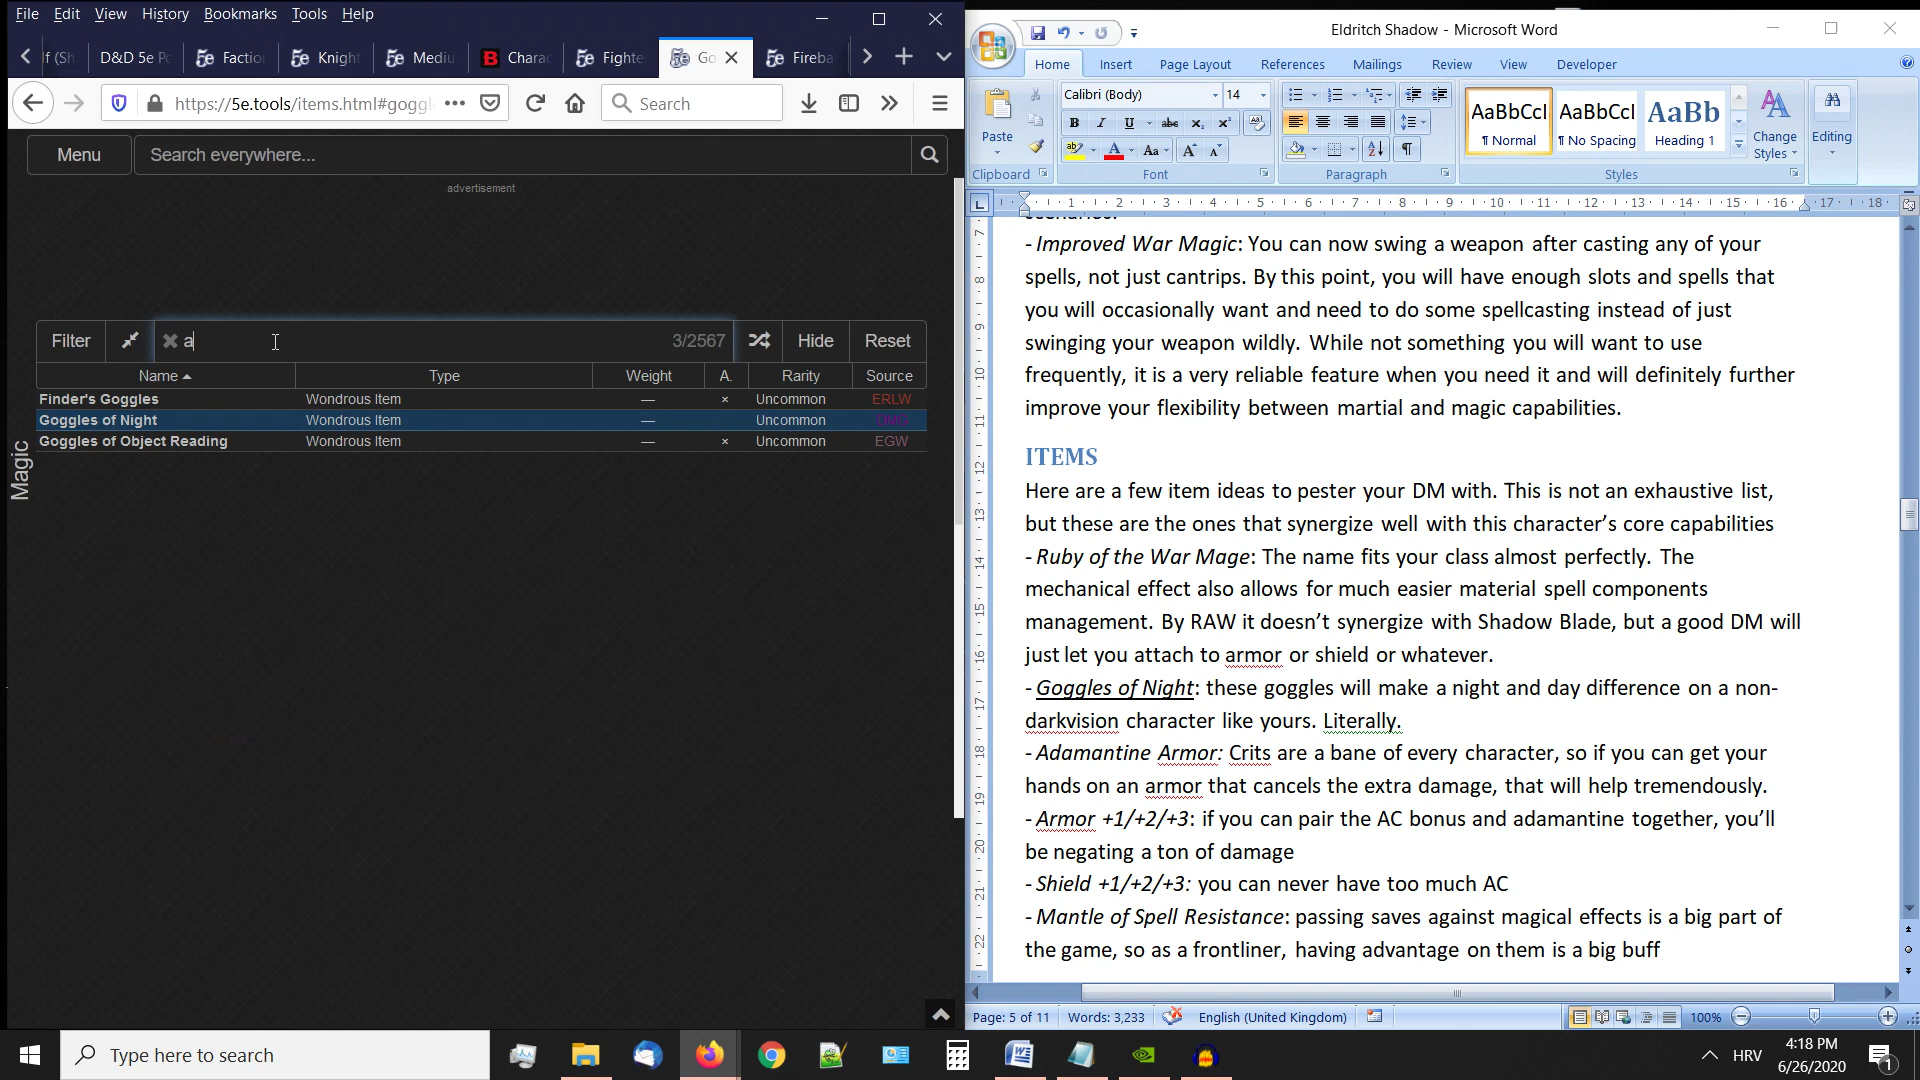 File Edit View History Bookmarks Tools Help
lf (Sh D&D 5e Po Factio Knigh Mediu Charac Fighte Go Fireba
https://5e.tools/items.html#goggl
Search
Menu
Search everywhere...
advertisement
Filter
a
3/2567
Hide
Reset
Name Type Weight A. Rarity Source
Finder's Goggles Wondrous Item — × Uncommon ERLW
Goggles of Night Wondrous Item — Uncommon DMG
Goggles of Object Reading Wondrous Item — × Uncommon EGW
Magic
Eldritch Shadow - Microsoft Word
Home Insert Page Layout References Mailings Review View Developer
Calibri (Body) 14
AaBbCcI AaBbCcI AaBb
Paste
¶ Normal ¶ No Spacing Heading 1
Change Styles
Editing
Clipboard Font Paragraph Styles
scenarios.
- Improved War Magic: You can now swing a weapon after casting any of your
spells, not just cantrips. By this point, you will have enough slots and spells that
you will occasionally want and need to do some spellcasting instead of just
swinging your weapon wildly. While not something you will want to use
frequently, it is a very reliable feature when you need it and will definitely further
improve your flexibility between martial and magic capabilities.
ITEMS
Here are a few item ideas to pester your DM with. This is not an exhaustive list,
but these are the ones that synergize well with this character's core capabilities
- Ruby of the War Mage: The name fits your class almost perfectly. The
mechanical effect also allows for much easier material spell components
management. By RAW it doesn't synergize with Shadow Blade, but a good DM will
just let you attach to armor or shield or whatever.
- Goggles of Night: these goggles will make a night and day difference on a non-
darkvision character like yours. Literally.
- Adamantine Armor: Crits are a bane of every character, so if you can get your
hands on an armor that cancels the extra damage, that will help tremendously.
- Armor +1/+2/+3: if you can pair the AC bonus and adamantine together, you'll
be negating a ton of damage
- Shield +1/+2/+3: you can never have too much AC
- Mantle of Spell Resistance: passing saves against magical effects is a big part of
the game, so as a frontliner, having advantage on them is a big buff
Page: 5 of 11 Words: 3,233 English (United Kingdom) 100%
Type here to search
HRV
4:18 PM
6/26/2020
1